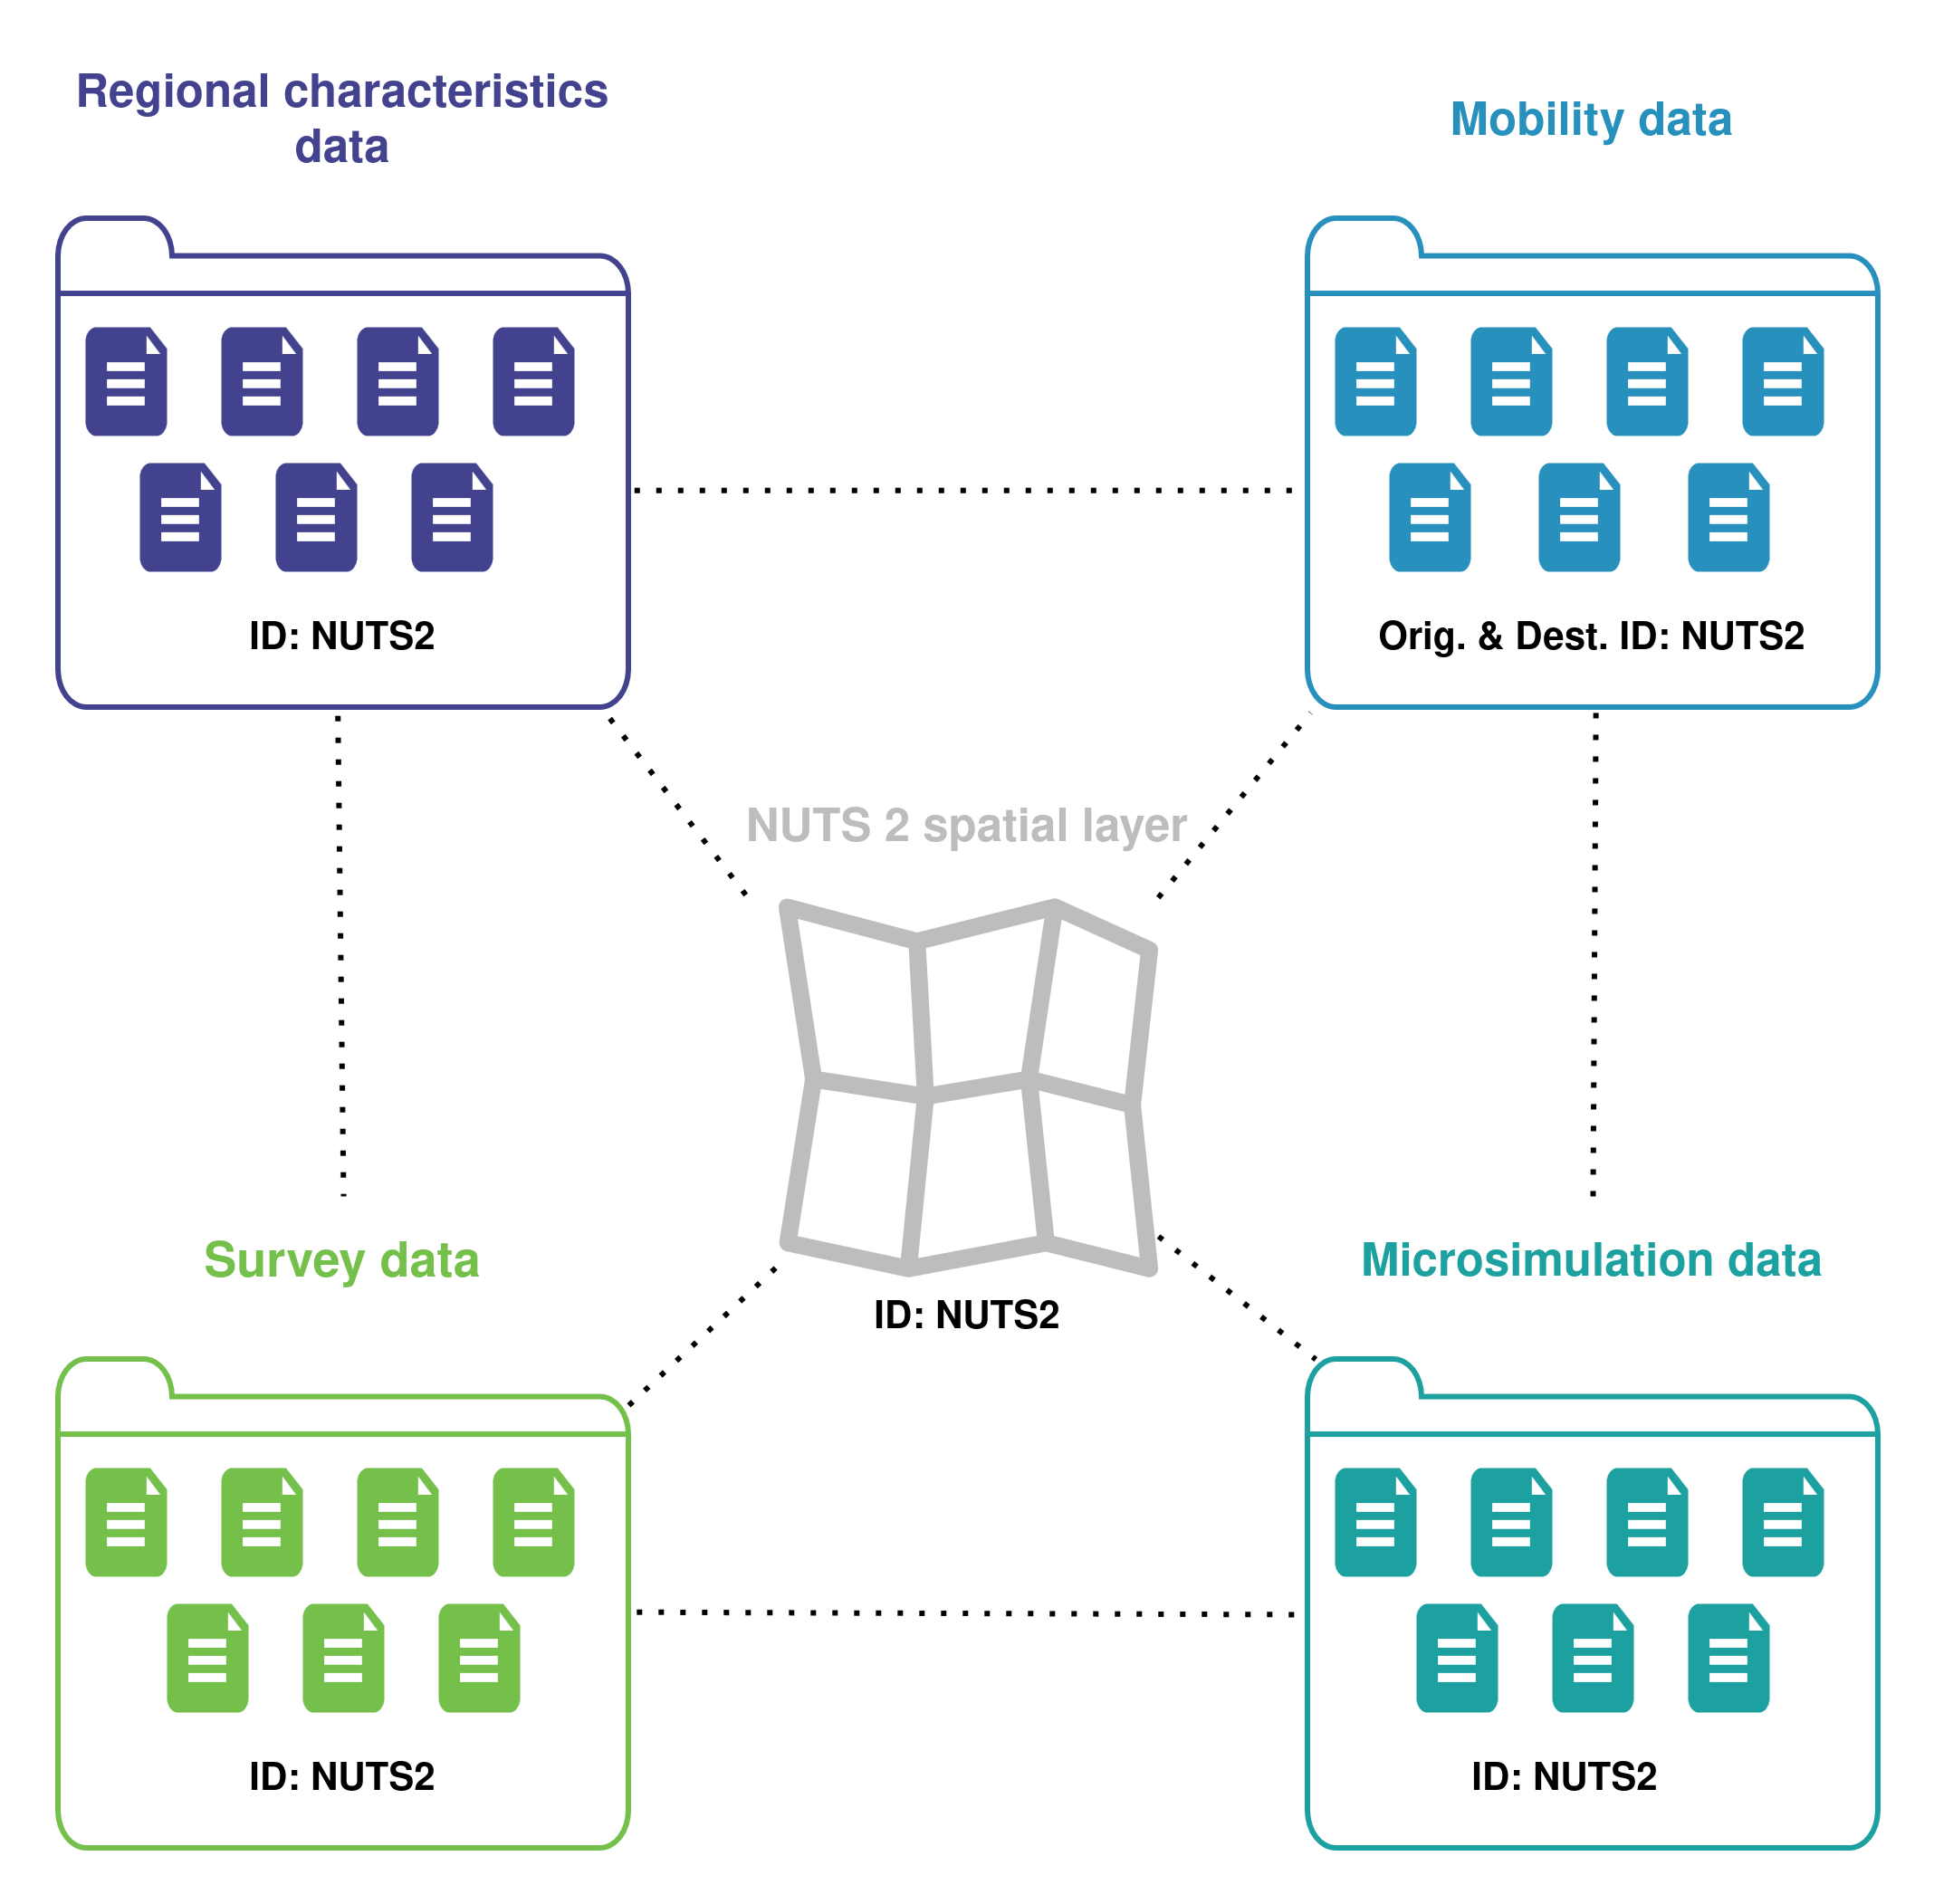 Regional characteristics
data
Mobility data
ID: NUTS2
Orig. & Dest. ID: NUTS2
NUTS 2 spatial layer
ID: NUTS2
Survey data
Microsimulation data
ID: NUTS2
ID: NUTS2